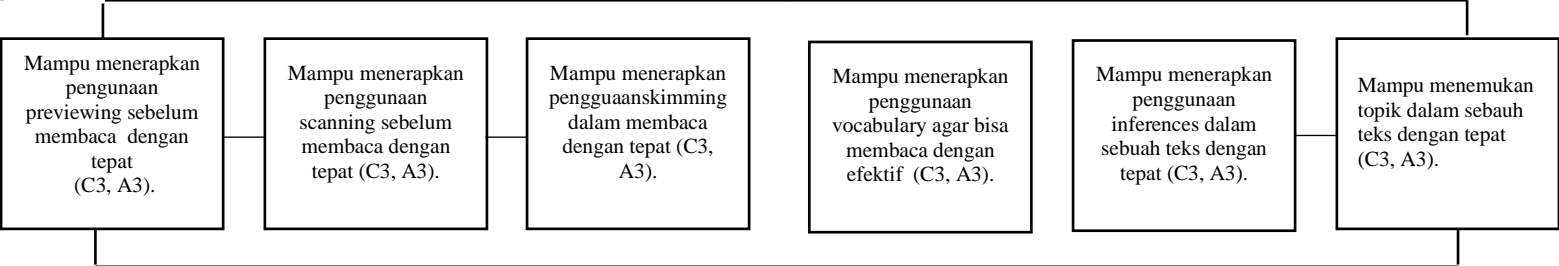 Mampu menerapkan
pengunaan
previewing sebelum
membaca dengan
tepat
(C3, A3).
Mampu menerapkan
penggunaan
scanning sebelum
membaca dengan
tepat (C3, A3).
Mampu menerapkan
pengguaanskimming
dalam membaca
dengan tepat (C3,
A3).
Mampu menerapkan
penggunaan
vocabulary agar bisa
membaca dengan
efektif (C3, A3).
Mampu menerapkan
penggunaan
inferences dalam
sebuah teks dengan
tepat (C3, A3).
Mampu menemukan
topik dalam sebauh
teks dengan tepat
(C3, A3).